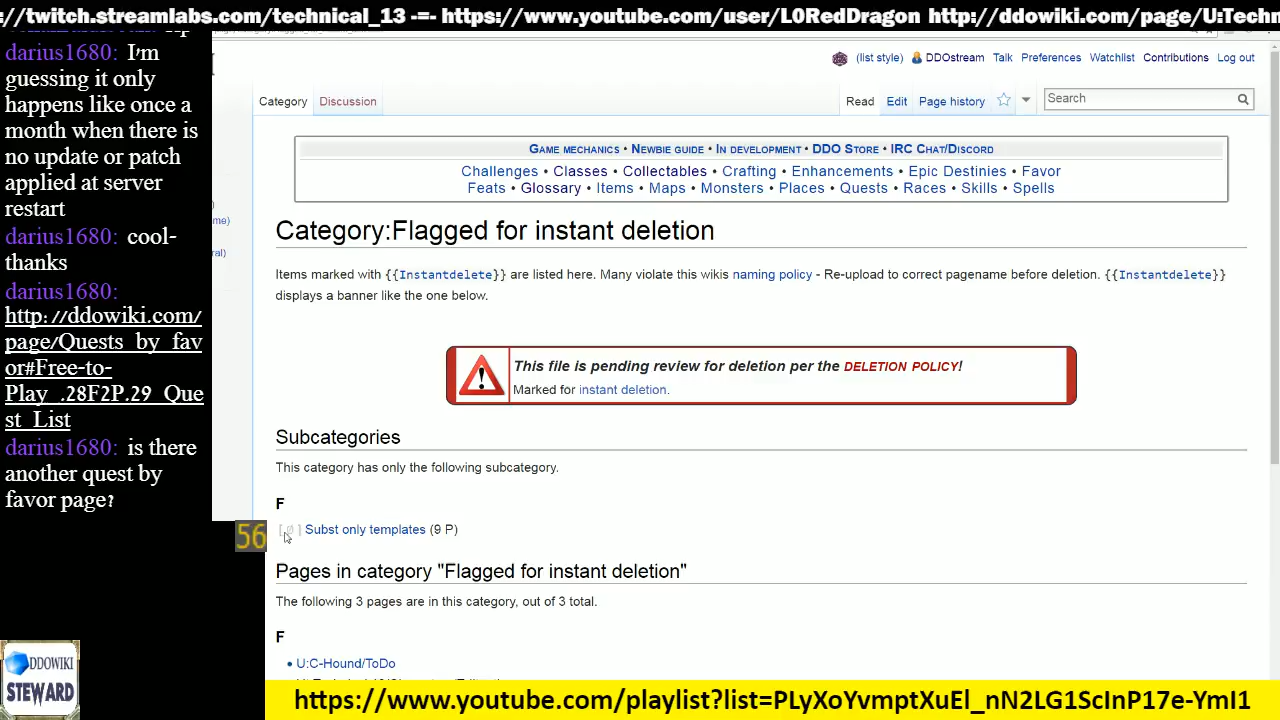 ://twitch.streamlabs.com/technical_13 -=- https://www.youtube.com/user/L0RedDragon http://ddowiki.com/page/U:Techn
darius1680: I'm
guessing it only
happens like once a
month when there is
no update or patch
applied at server
restart
darius1680: cool-
thanks
darius1680:
http://ddowiki.com/
page/Quests_by_fav
or#Free-to-
Play_.28F2P.29_Que
st_List
darius1680: is there
another quest by
favor page?
56
DDOWIKI
STEWARD
(list style) DDOstream Talk Preferences Watchlist Contributions Log out
Category Discussion Read Edit Page history Search
Game mechanics • Newbie guide • In development • DDO Store • IRC Chat/Discord
Challenges • Classes • Collectables • Crafting • Enhancements • Epic Destinies • Favor
Feats • Glossary • Items • Maps • Monsters • Places • Quests • Races • Skills • Spells
Category:Flagged for instant deletion
Items marked with {{Instantdelete}} are listed here. Many violate this wikis naming policy - Re-upload to correct pagename before deletion. {{Instantdelete}}
displays a banner like the one below.
This file is pending review for deletion per the DELETION POLICY!
Marked for instant deletion.
Subcategories
This category has only the following subcategory.
F
Subst only templates (9 P)
Pages in category "Flagged for instant deletion"
The following 3 pages are in this category, out of 3 total.
F
• U:C-Hound/ToDo
https://www.youtube.com/playlist?list=PLyXoYvmptXuEl_nN2LG1ScInP17e-YmI1